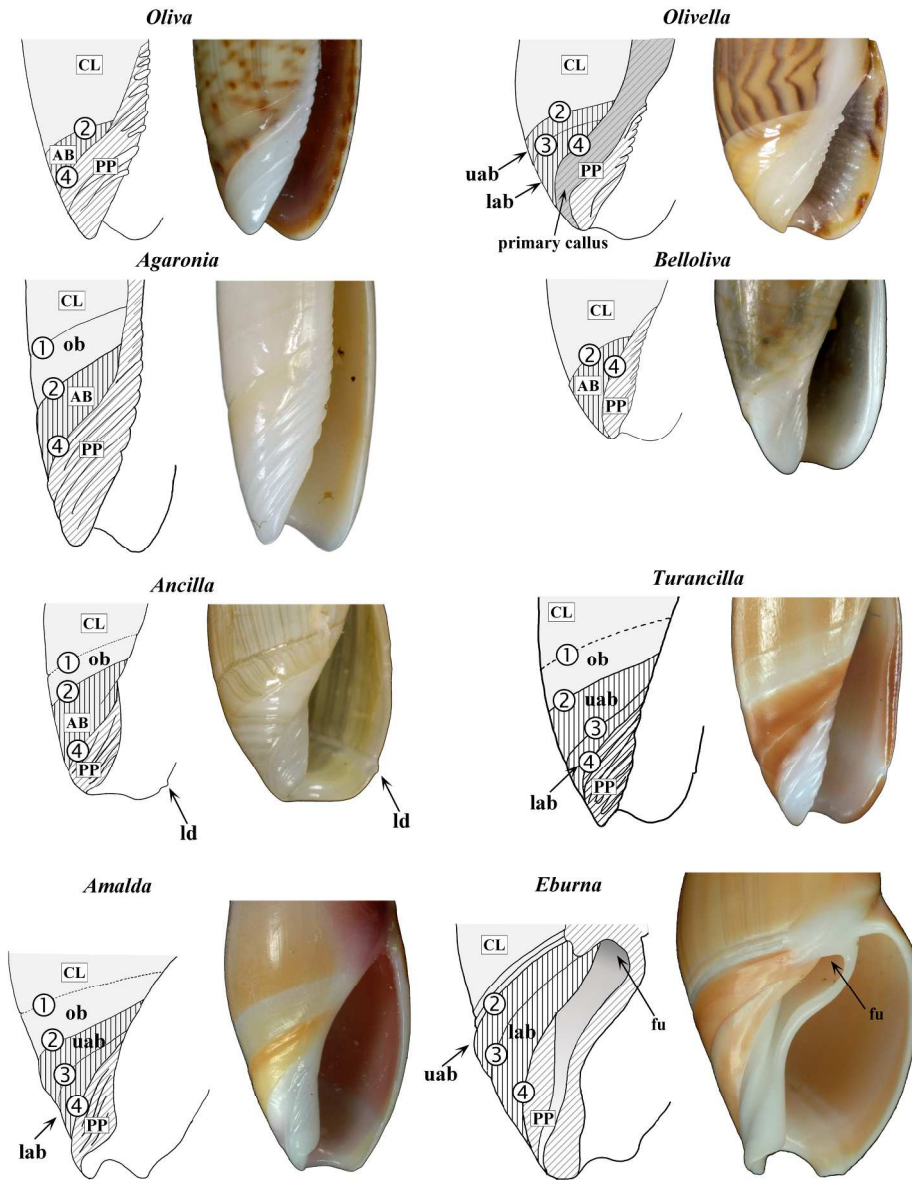 Oliva
CL
②
AB
PP
④
Olivella
CL
②
③
④
PP
uab
lab
primary callus
Agaronia
CL
①
ob
②
AB
④
PP
Belloliva
CL
②
④
AB
PP
Ancilla
CL
①
ob
②
AB
④
PP
ld
ld
Turancilla
CL
①
ob
②
uab
③
④
lab
PP
Amalda
CL
①
ob
②
uab
③
④
lab
PP
Eburna
CL
②
lab
③
uab
④
PP
fu
fu